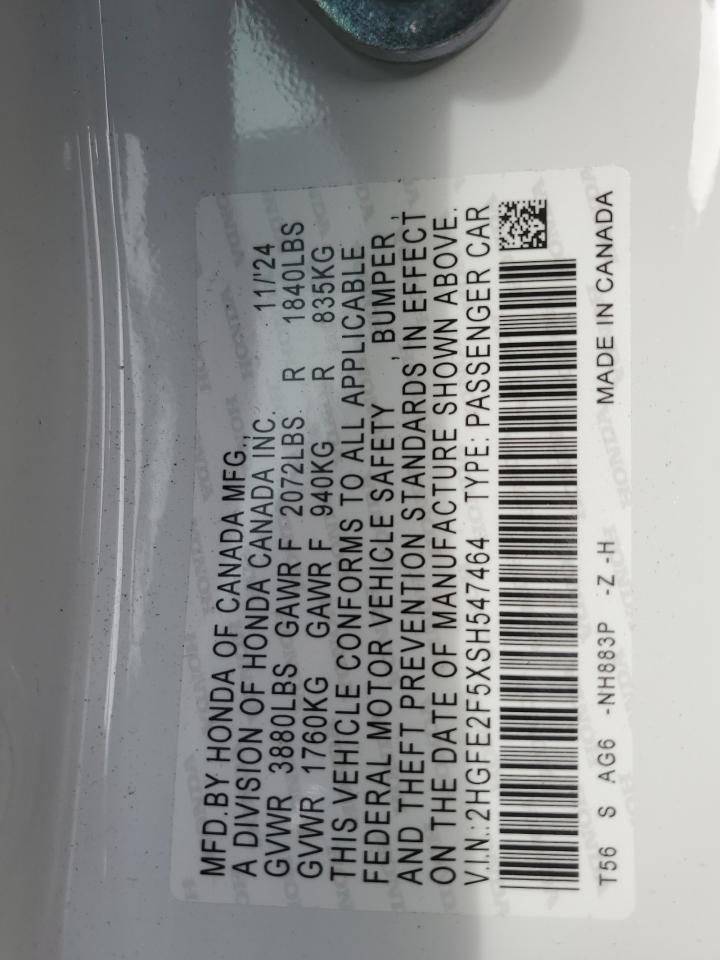 MFD.BY HONDA OF CANADA MFG.,
A DIVISION OF HONDA CANADA INC. 11/'24
GVWR 3880LBS GAWR F 2072LBS R 1840LBS
GVWR 1760KG GAWR F 940KG R 835KG
THIS VEHICLE CONFORMS TO ALL APPLICABLE
FEDERAL MOTOR VEHICLE SAFETY , BUMPER ,
AND THEFT PREVENTION STANDARDS IN EFFECT
ON THE DATE OF MANUFACTURE SHOWN ABOVE.
V.I.N.:2HGFE2F5XSH547464 TYPE: PASSENGER CAR
T56 S AG6 -NH883P -Z -H MADE IN CANADA